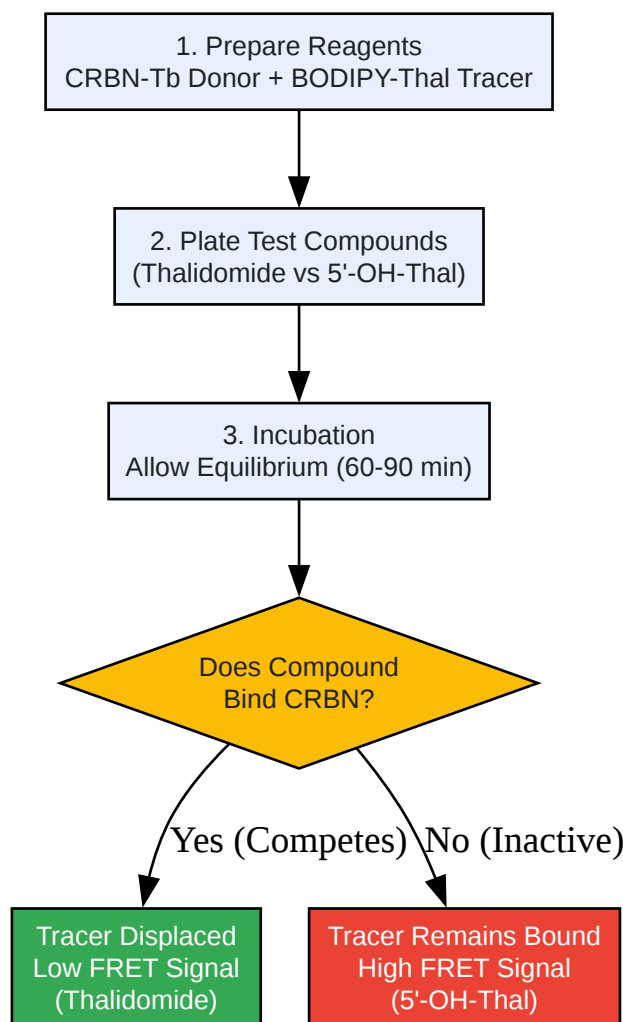 1. Prepare Reagents
CRBN-Tb Donor + BODIPY-Thal Tracer
2. Plate Test Compounds
(Thalidomide vs 5'-OH-Thal)
3. Incubation
Allow Equilibrium (60-90 min)
Does Compound
Bind CRBN?
Yes (Competes)
No (Inactive)
Tracer Displaced
Low FRET Signal
(Thalidomide)
Tracer Remains Bound
High FRET Signal
(5'-OH-Thal)